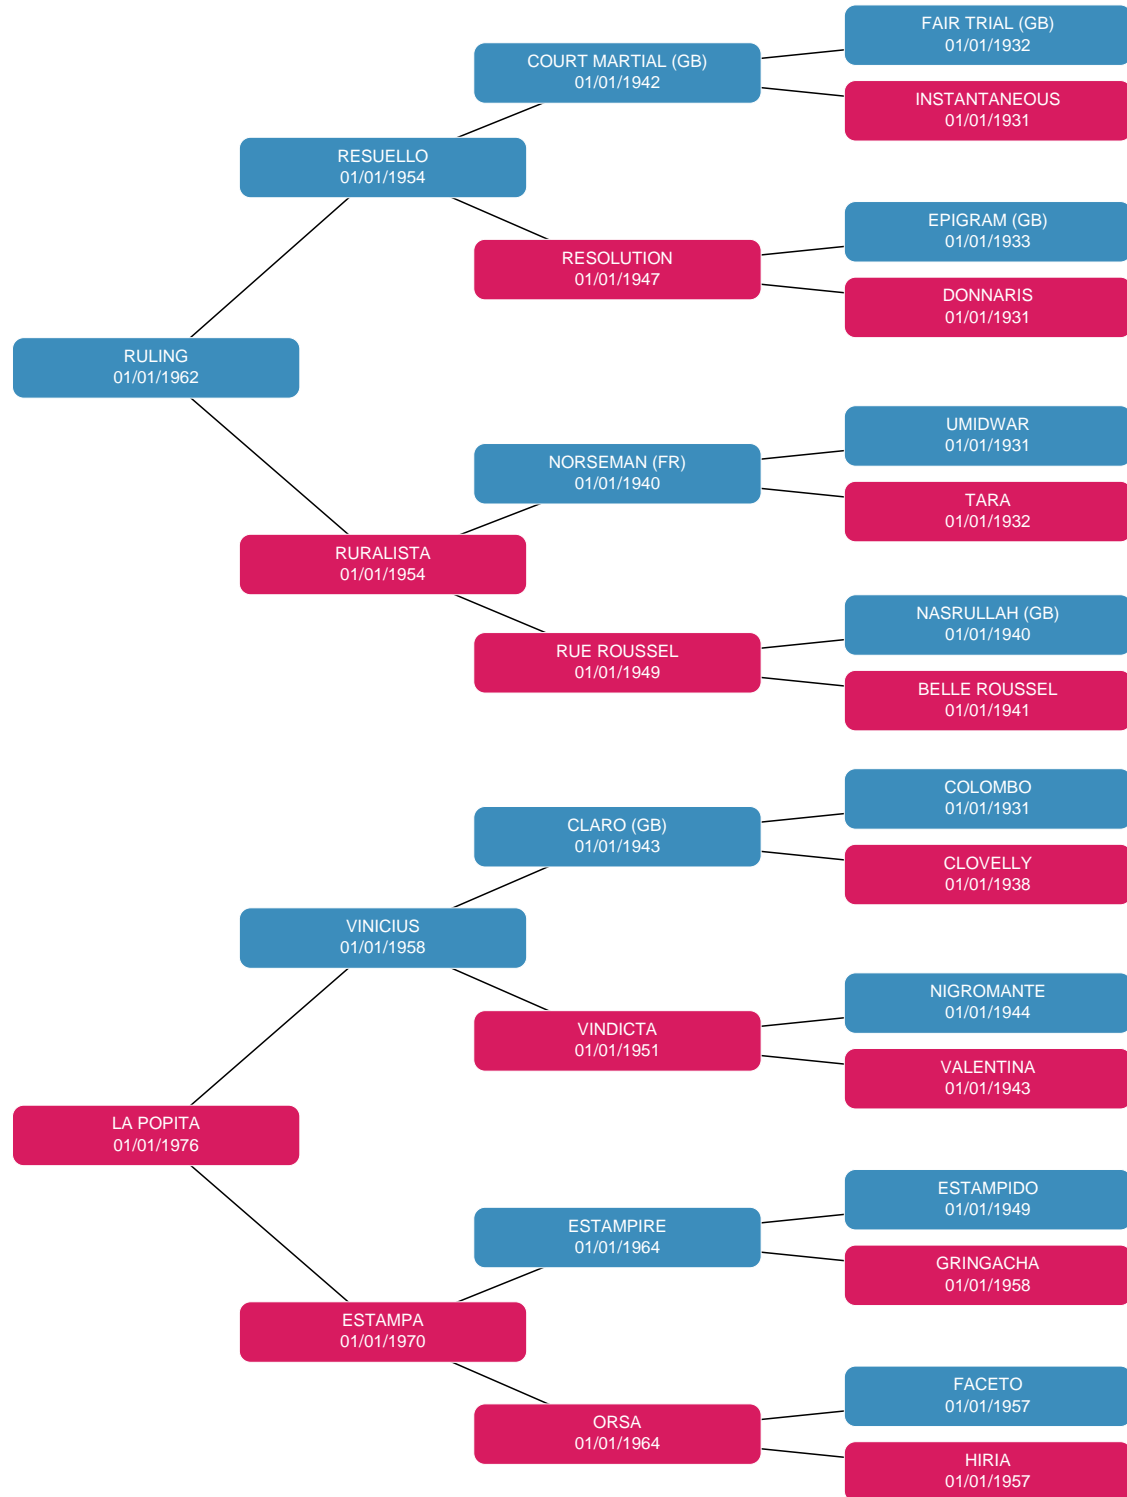 FAIR TRIAL (GB)
01/01/1932
COURT MARTIAL (GB)
01/01/1942
INSTANTANEOUS
01/01/1931
RESUELLO
01/01/1954
EPIGRAM (GB)
01/01/1933
RESOLUTION
01/01/1947
DONNARIS
01/01/1931
RULING
01/01/1962
UMIDWAR
01/01/1931
NORSEMAN (FR)
01/01/1940
TARA
01/01/1932
RURALISTA
01/01/1954
NASRULLAH (GB)
01/01/1940
RUE ROUSSEL
01/01/1949
BELLE ROUSSEL
01/01/1941
COLOMBO
01/01/1931
CLARO (GB)
01/01/1943
CLOVELLY
01/01/1938
VINICIUS
01/01/1958
NIGROMANTE
01/01/1944
VINDICTA
01/01/1951
VALENTINA
01/01/1943
LA POPITA
01/01/1976
ESTAMPIDO
01/01/1949
ESTAMPIRE
01/01/1964
GRINGACHA
01/01/1958
ESTAMPA
01/01/1970
FACETO
01/01/1957
ORSA
01/01/1964
HIRIA
01/01/1957